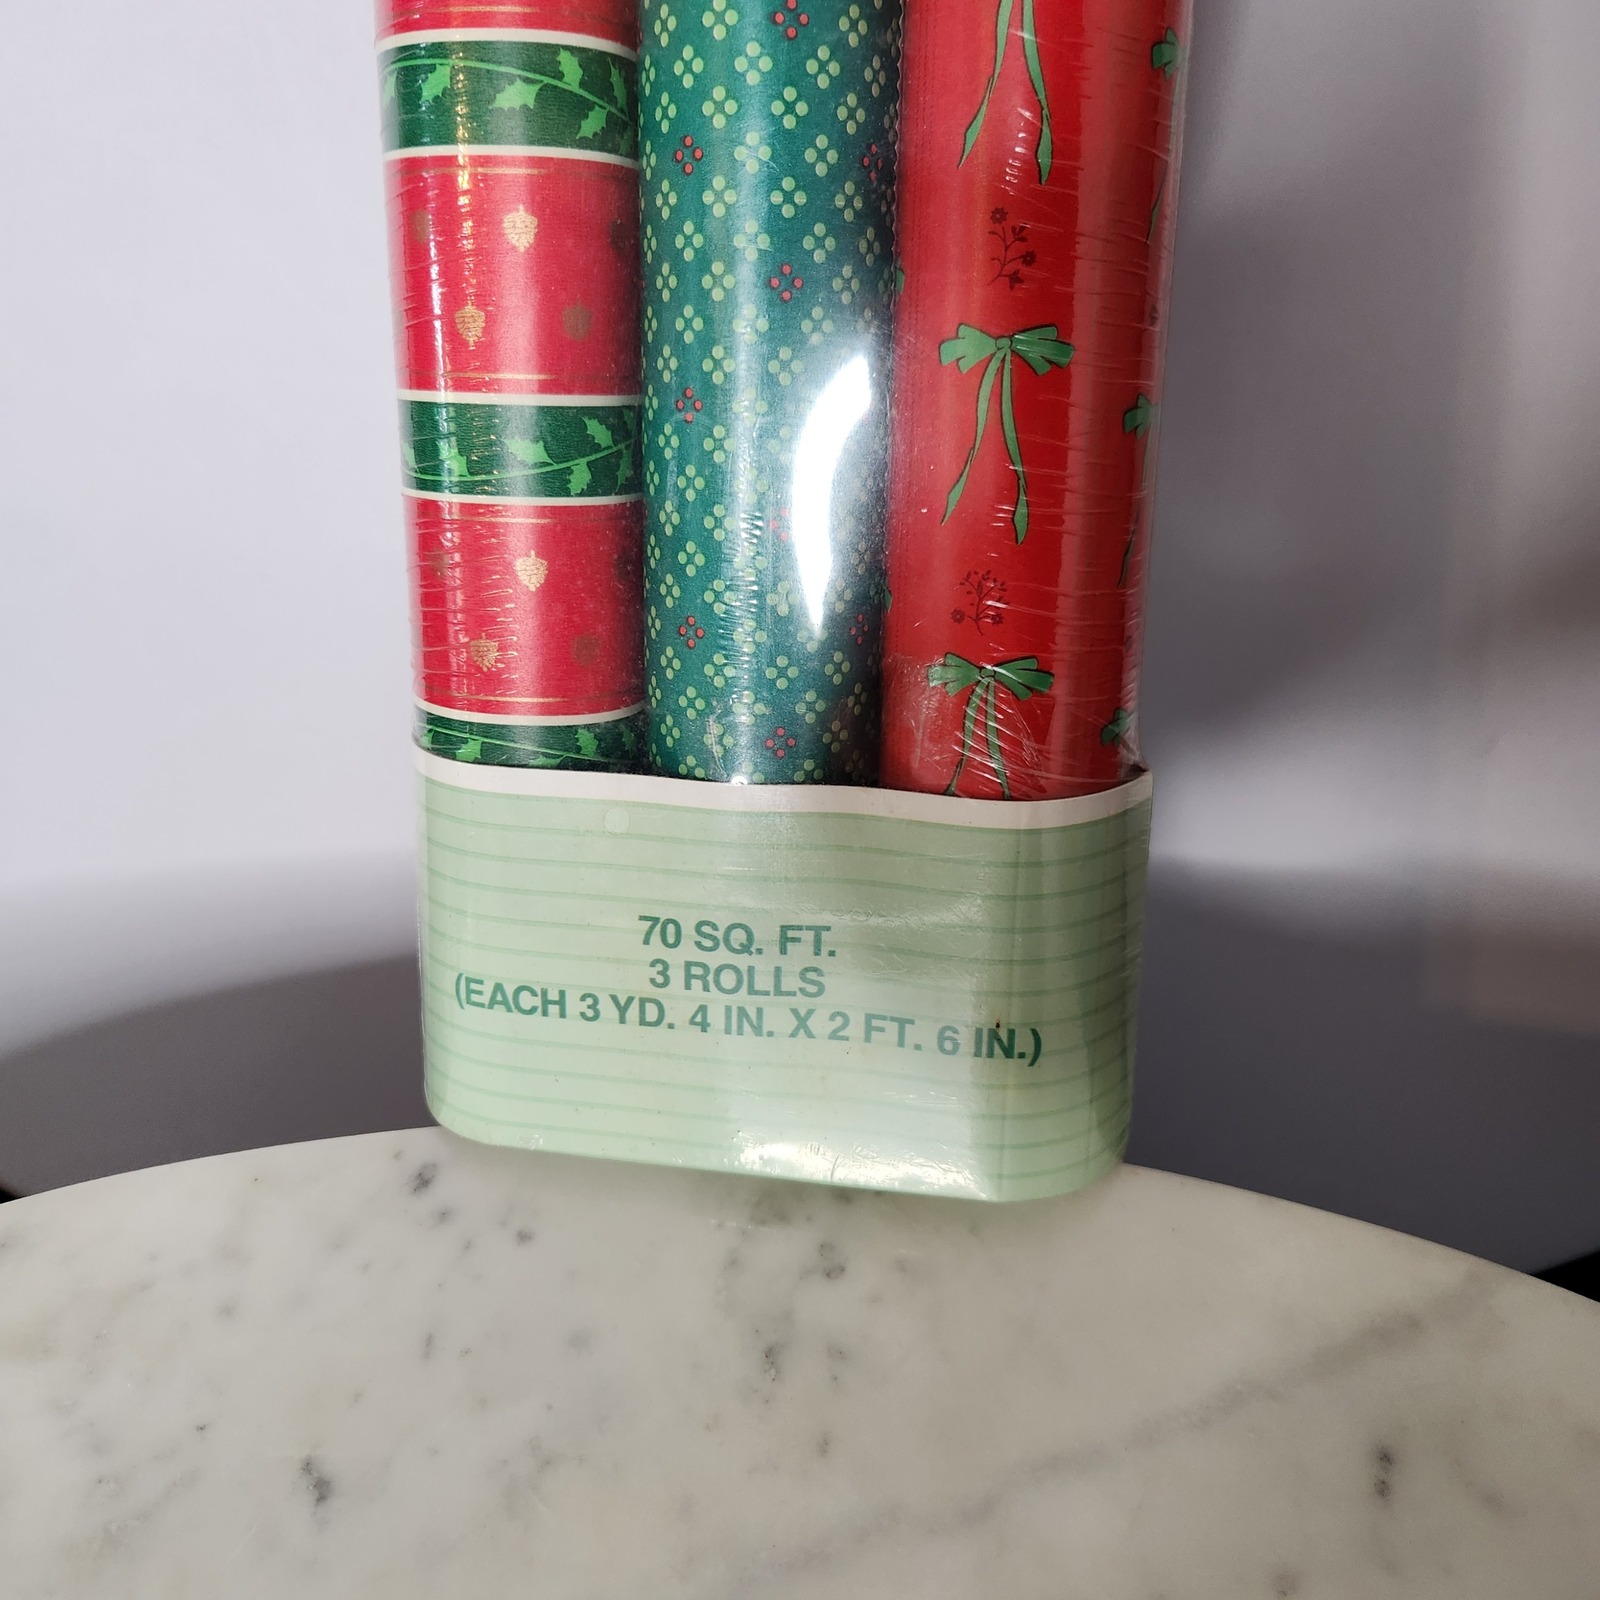 70 SQ. FT.
3 ROLLS
(EACH 3 YD. 4 IN. X 2 FT. 6 IN.)